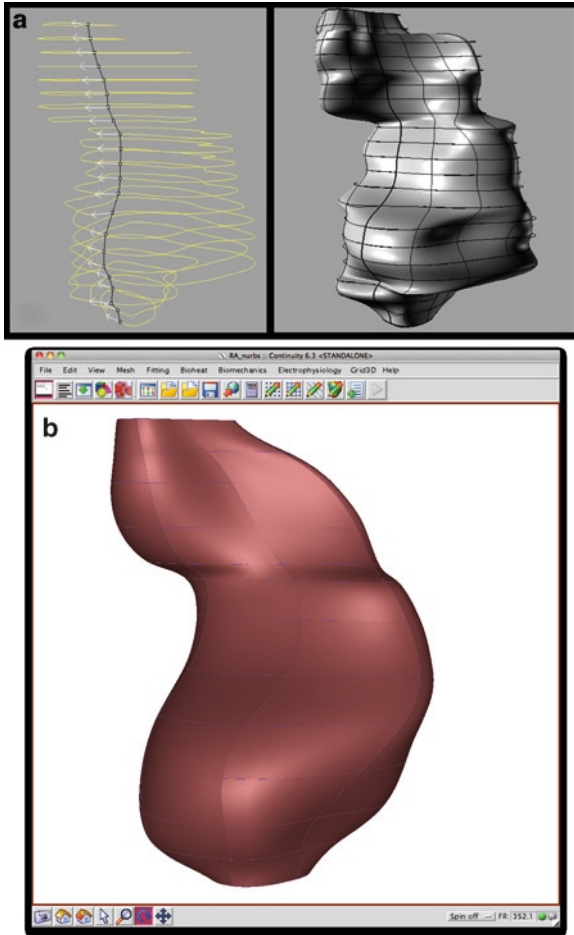 a
RA_nurbs :: Continuity 6.3 <STANDALONE>
File Edit View Mesh Fitting Bioheat Biomechanics Electrophysiology Grid3D Help
b
Spin off FR: 352.1